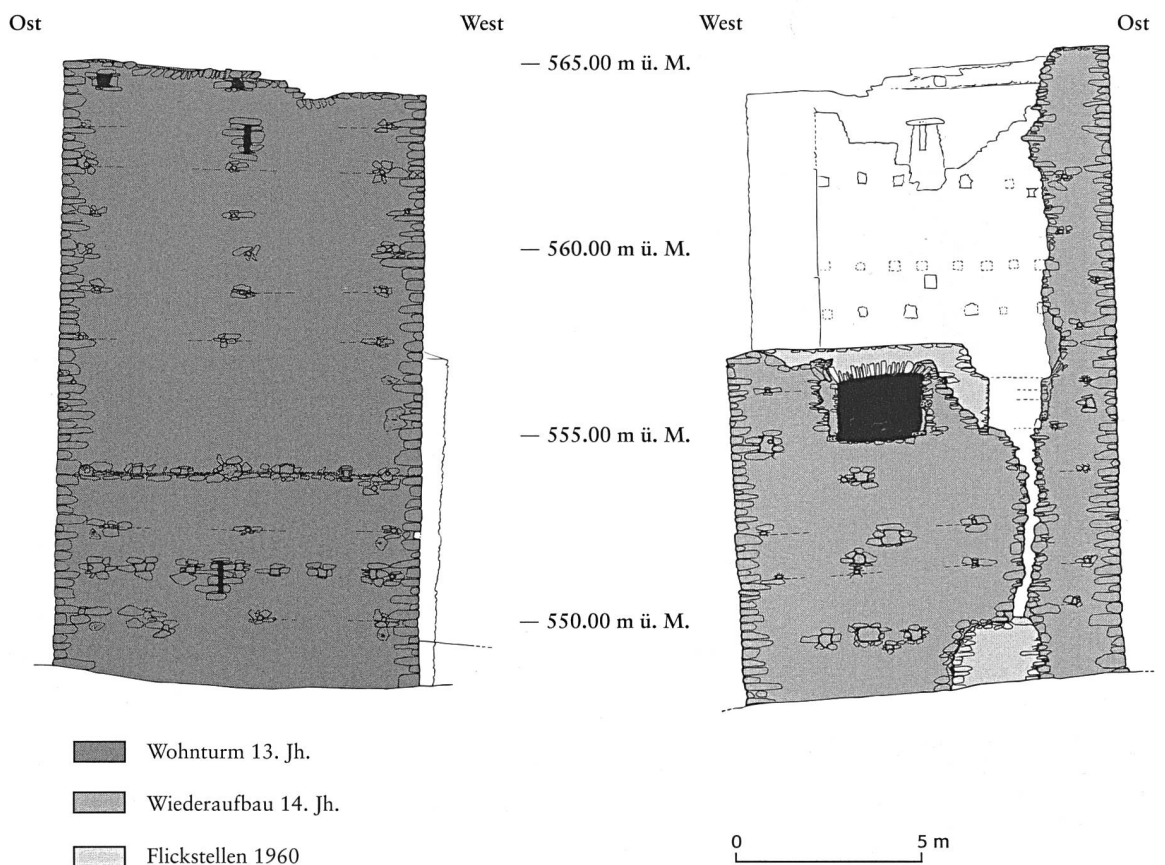 Ost West West Ost
— 565.00 m ü. M.
— 560.00 m ü. M.
— 555.00 m ü. M.
— 550.00 m ü. M.
Wohnturm 13. Jh.
Wiederaufbau 14. Jh.
Flickstellen 1960
0 5 m